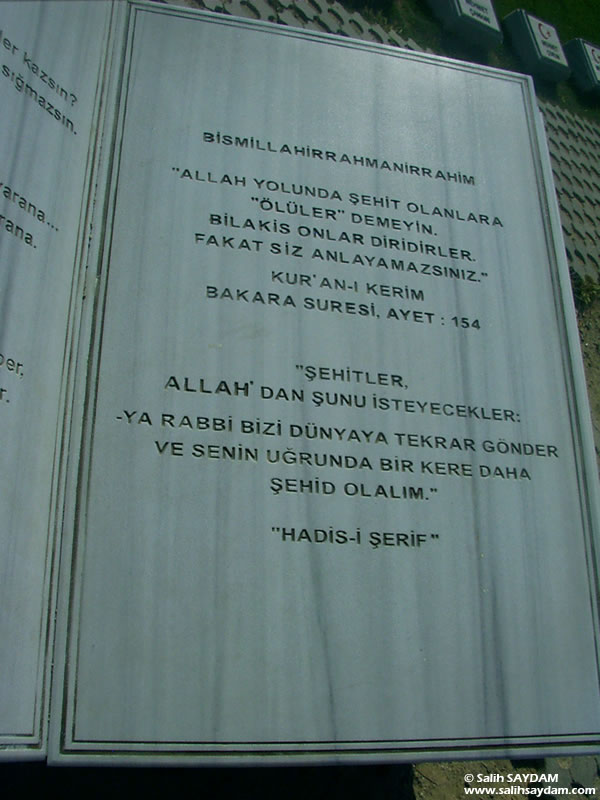 ler kazsın?
sığmazsın.
arana...
rana.
ber,
r.
BİSMİLLAHİRRAHMANİRRAHİM
"ALLAH YOLUNDA ŞEHİT OLANLARA
"ÖLÜLER" DEMEYİN.
BİLAKİS ONLAR DİRİDİRLER.
FAKAT SİZ ANLAYAMAZSINIZ."
KUR'AN-I KERİM
BAKARA SURESİ, AYET : 154
"ŞEHİTLER,
ALLAH' DAN ŞUNU İSTEYECEKLER:
-YA RABBİ BİZİ DÜNYAYA TEKRAR GÖNDER
VE SENİN UĞRUNDA BİR KERE DAHA
ŞEHİD OLALIM."
"HADİS-İ ŞERİF"
© Salih SAYDAM
www.salihsaydam.com